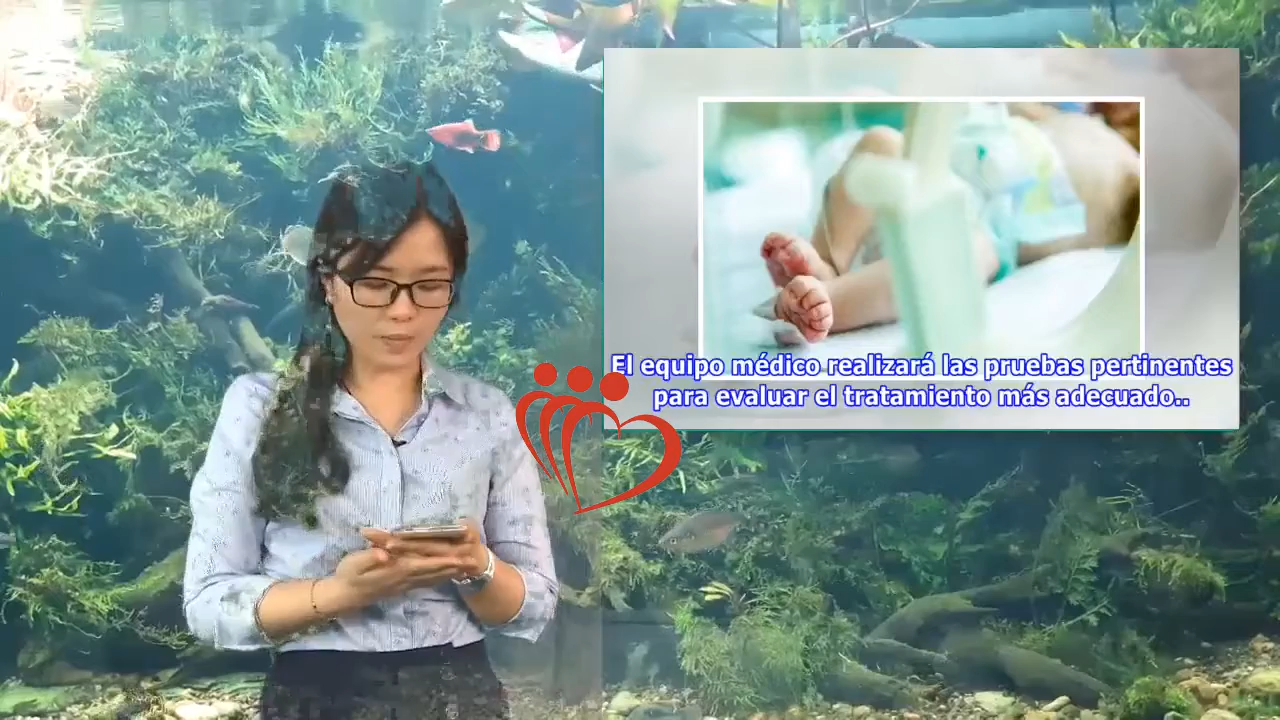 El equipo médico realizará las pruebas pertinentes
para evaluar el tratamiento más adecuado..